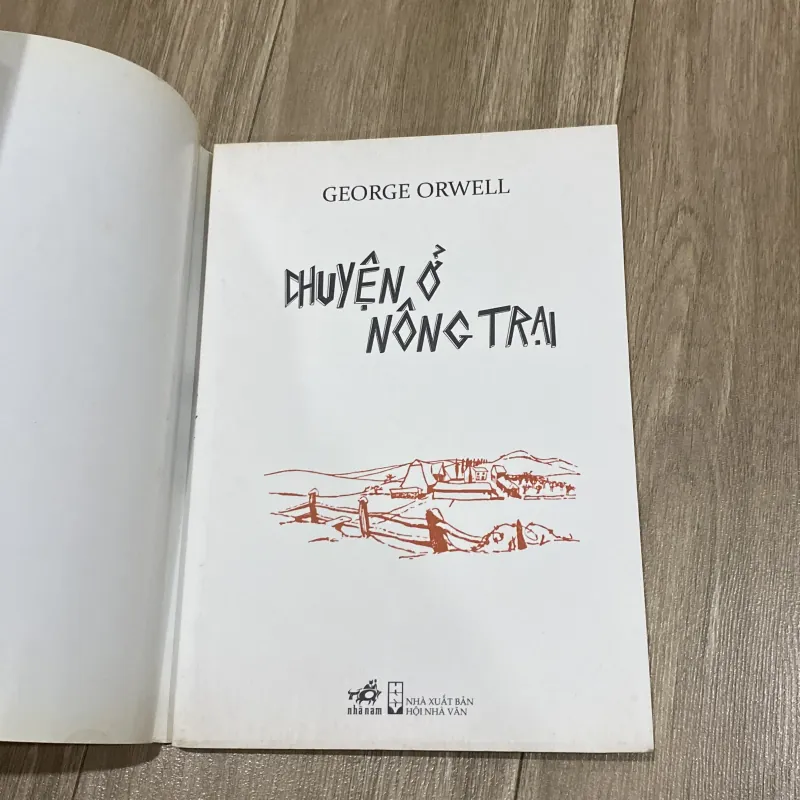 GEORGE ORWELL
CHUYỆN Ở
NÔNG TRẠI
nhã nam
NHÀ XUẤT BẢN
HỘI NHÀ VĂN